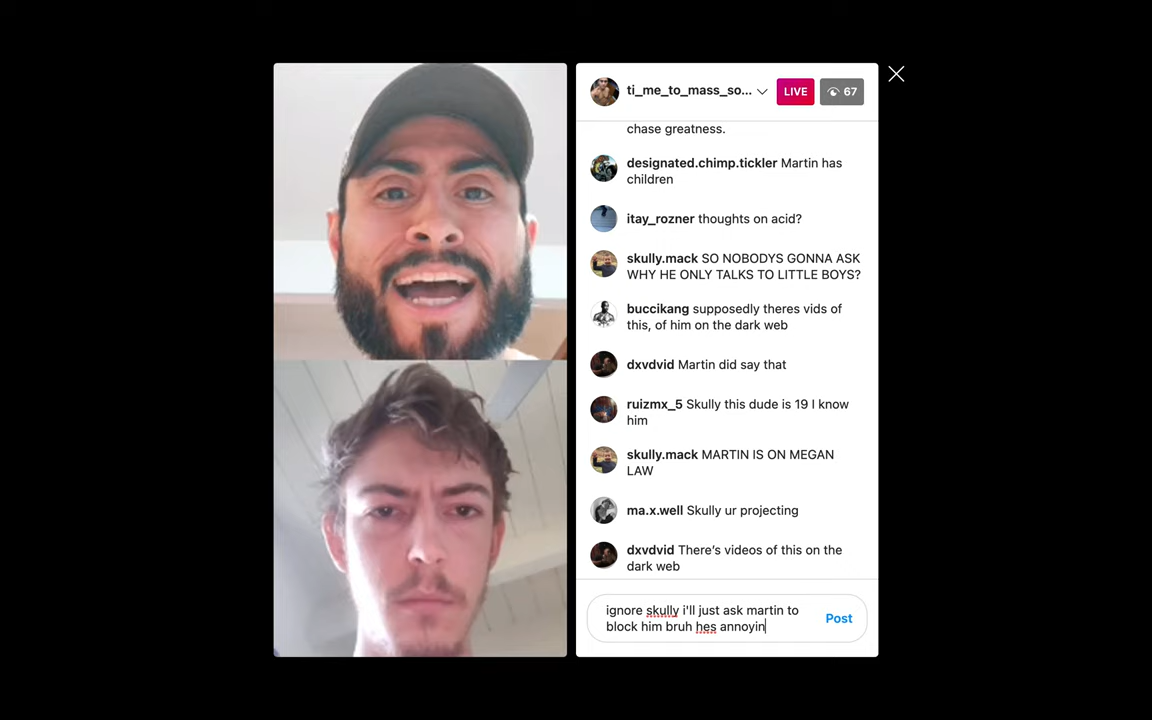 ti_me_to_mass_so...
LIVE
67
chase greatness.
designated.chimp.tickler Martin has
children
itay_rozner thoughts on acid?
skully.mack SO NOBODYS GONNA ASK
WHY HE ONLY TALKS TO LITTLE BOYS?
buccikang supposedly theres vids of
this, of him on the dark web
dxvdvid Martin did say that
ruizmx_5 Skully this dude is 19 I know
him
skully.mack MARTIN IS ON MEGAN
LAW
ma.x.well Skully ur projecting
dxvdvid There's videos of this on the
dark web
ignore skully i'll just ask martin to
block him bruh hes annoyin
Post